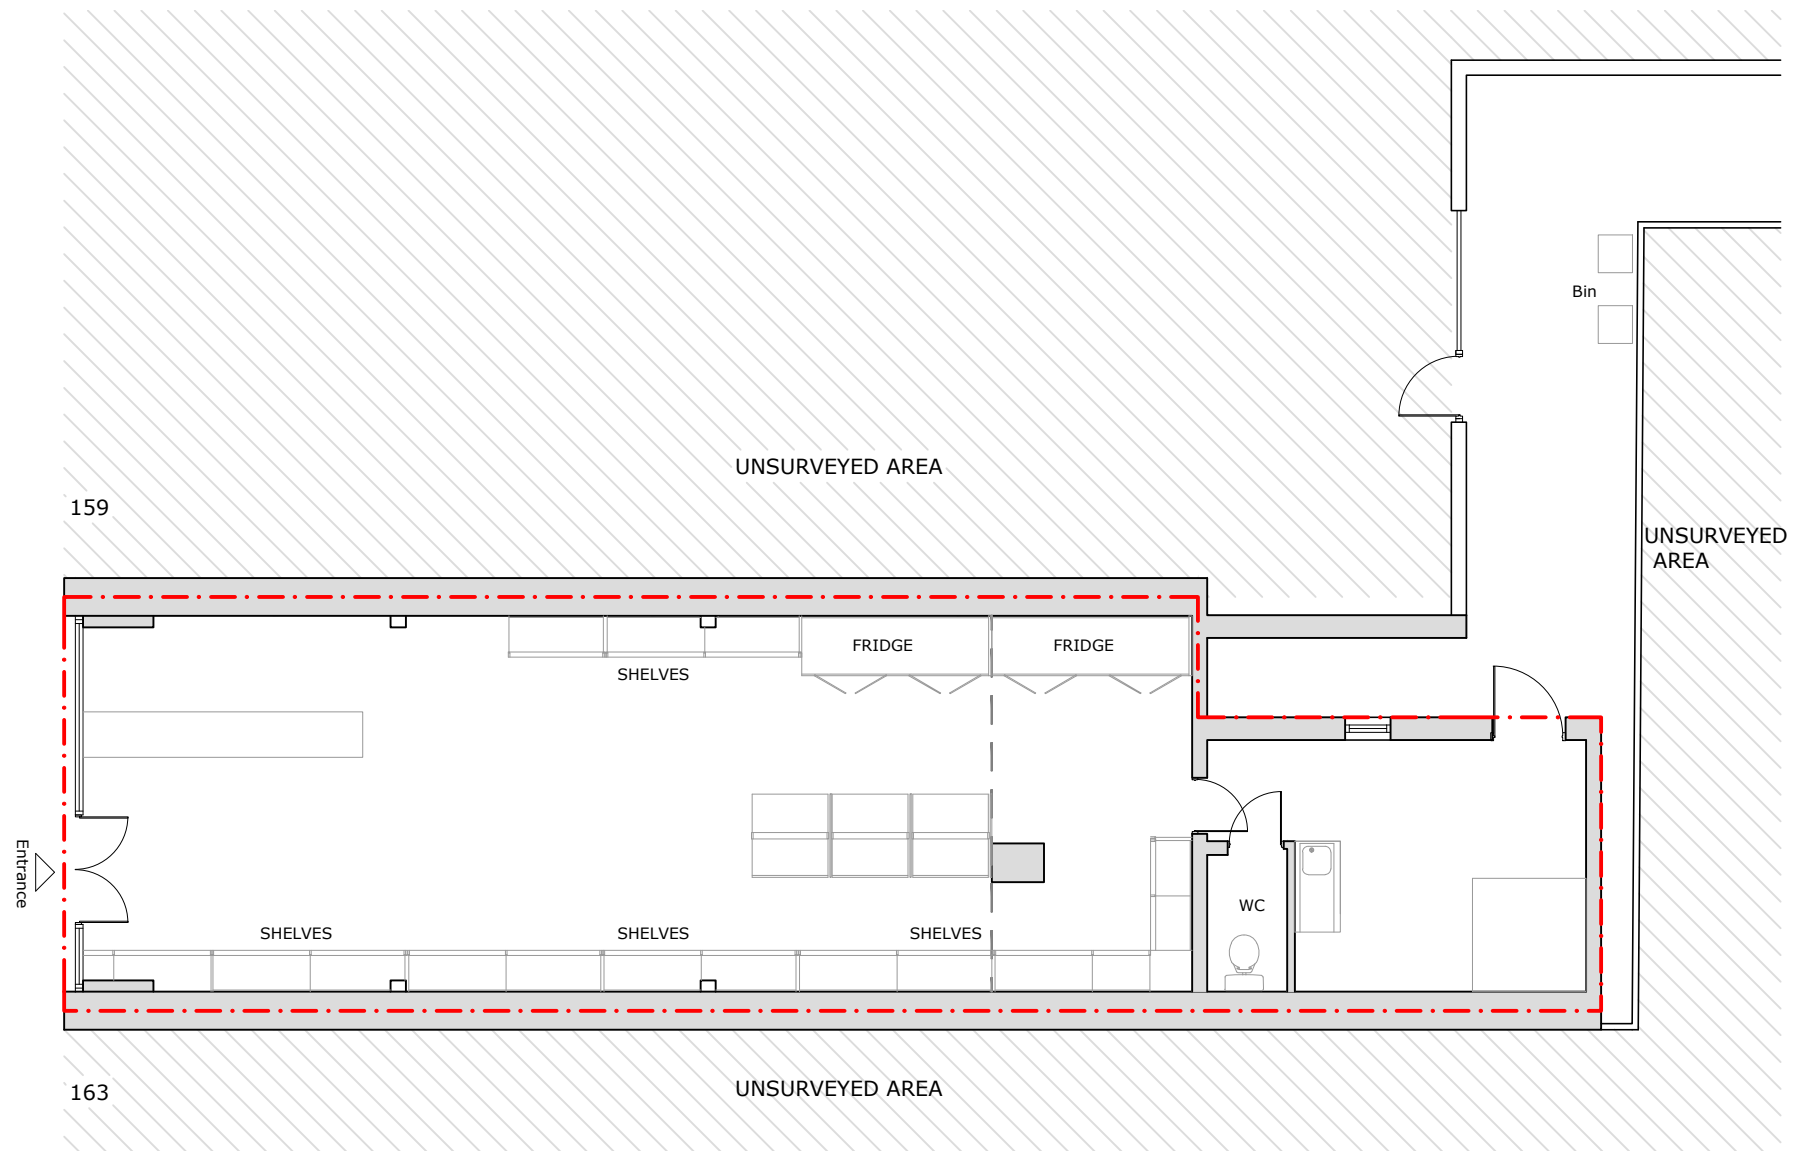 Bin
UNSURVEYED AREA
159
UNSURVEYED
AREA
FRIDGE
FRIDGE
SHELVES
Entrance
WC
SHELVES
SHELVES
SHELVES
163
UNSURVEYED AREA